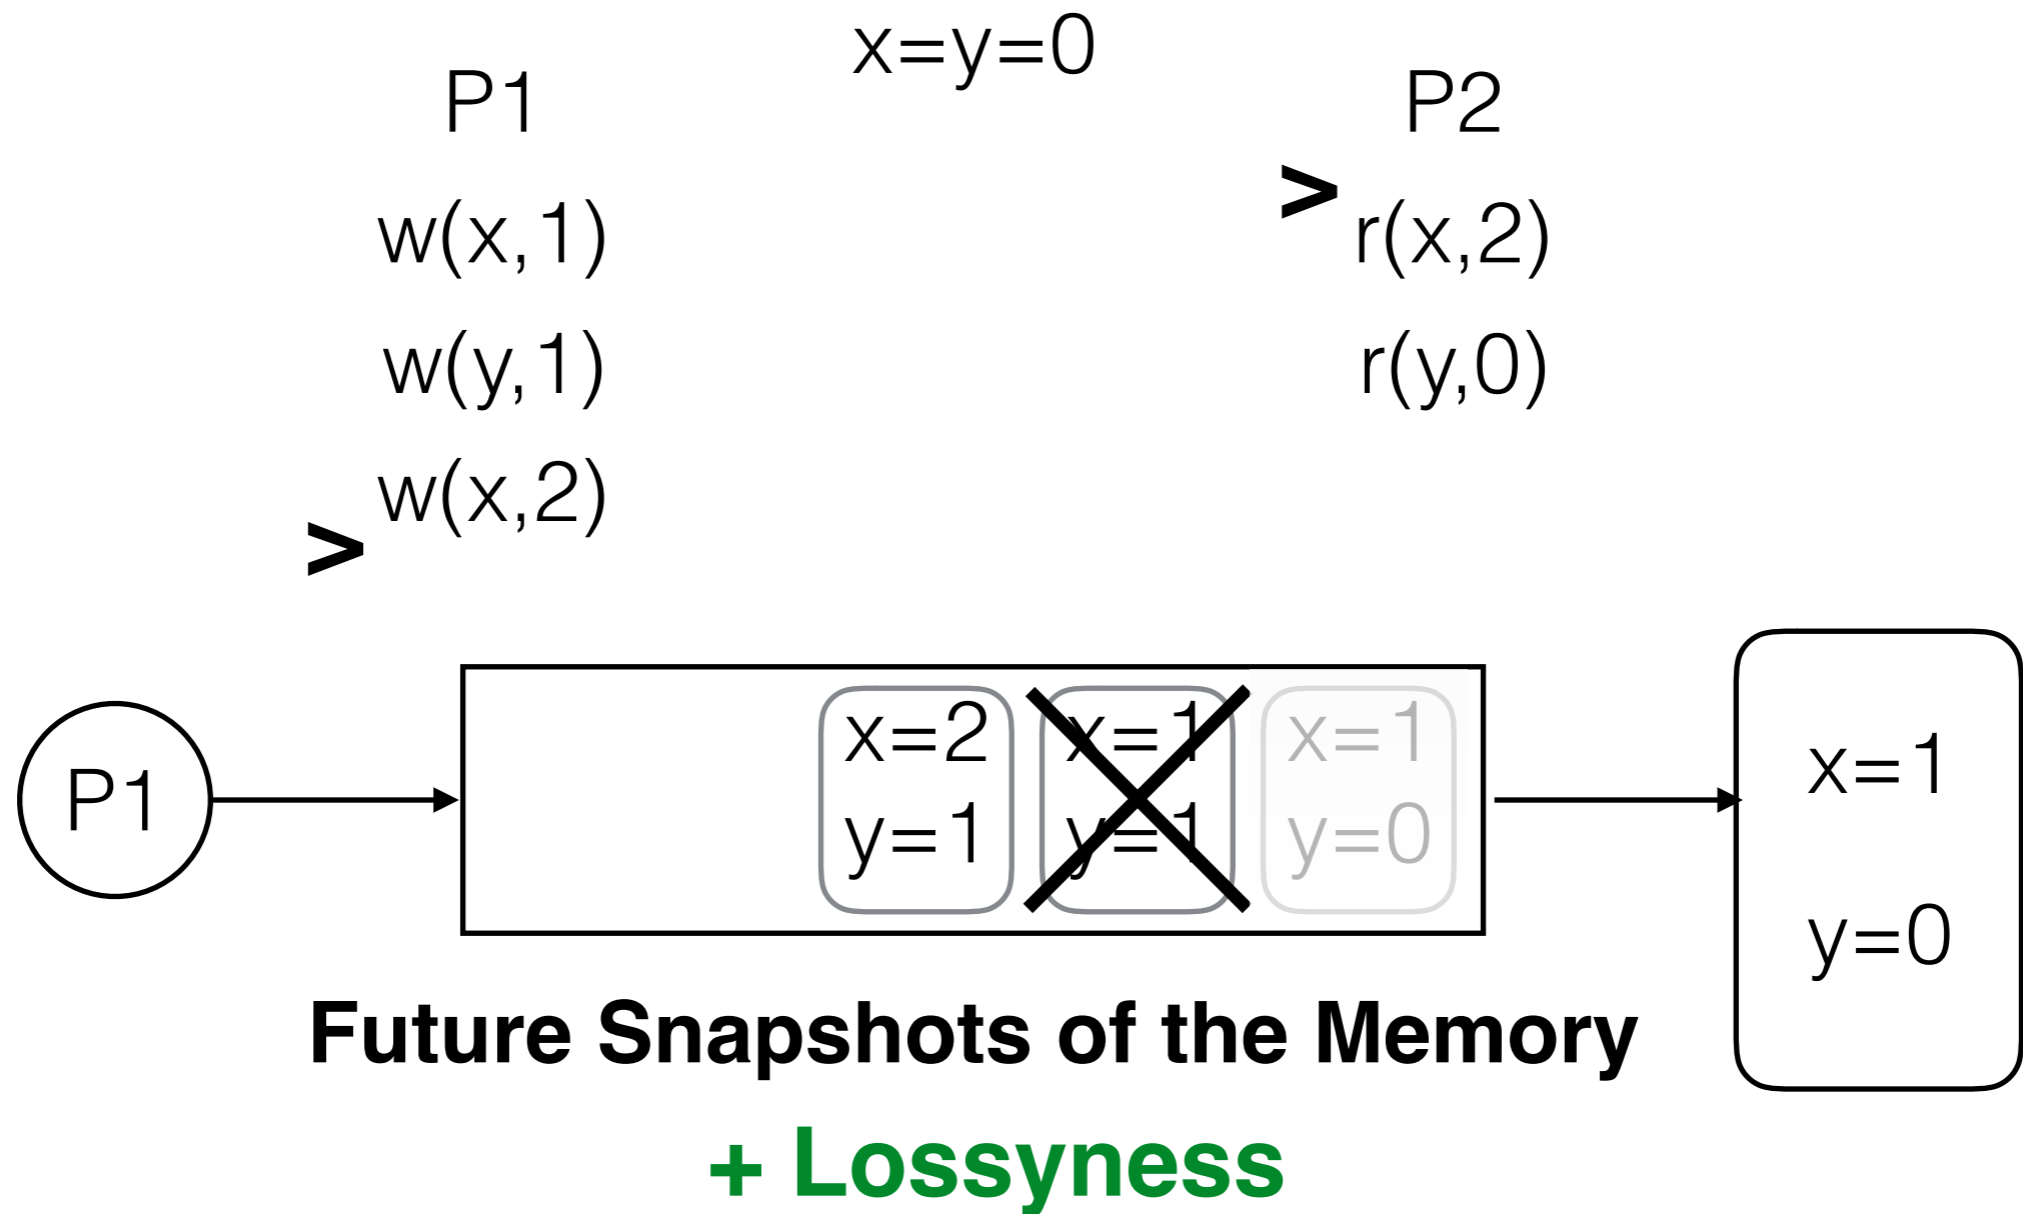 x=y=0
P1
P2
w(x,1)
> r(x,2)
w(y,1)
r(y,0)
w(x,2)
>
P1
x=2
y=1
x=1
y=1
x=1
y=0
x=1
y=0
Future Snapshots of the Memory
+ Lossyness